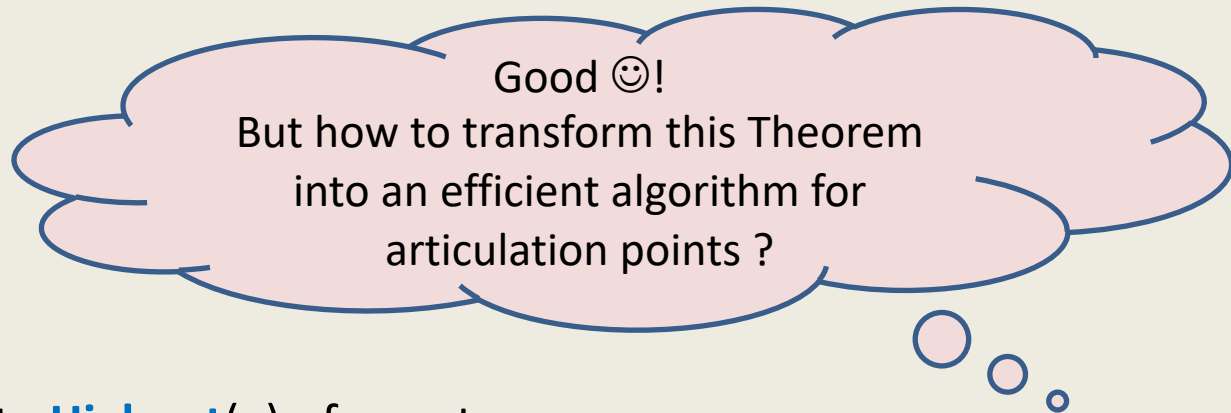 Good ☺!
But how to transform this Theorem
into an efficient algorithm for
articulation points ?